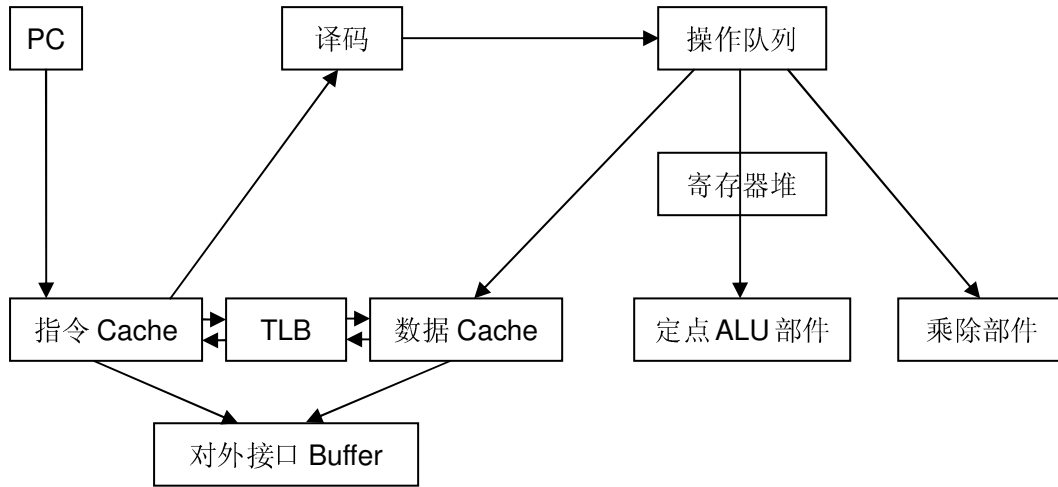 PC
译码
操作队列
寄存器堆
指令 Cache
TLB
数据 Cache
定点 ALU 部件
乘除部件
对外接口 Buffer